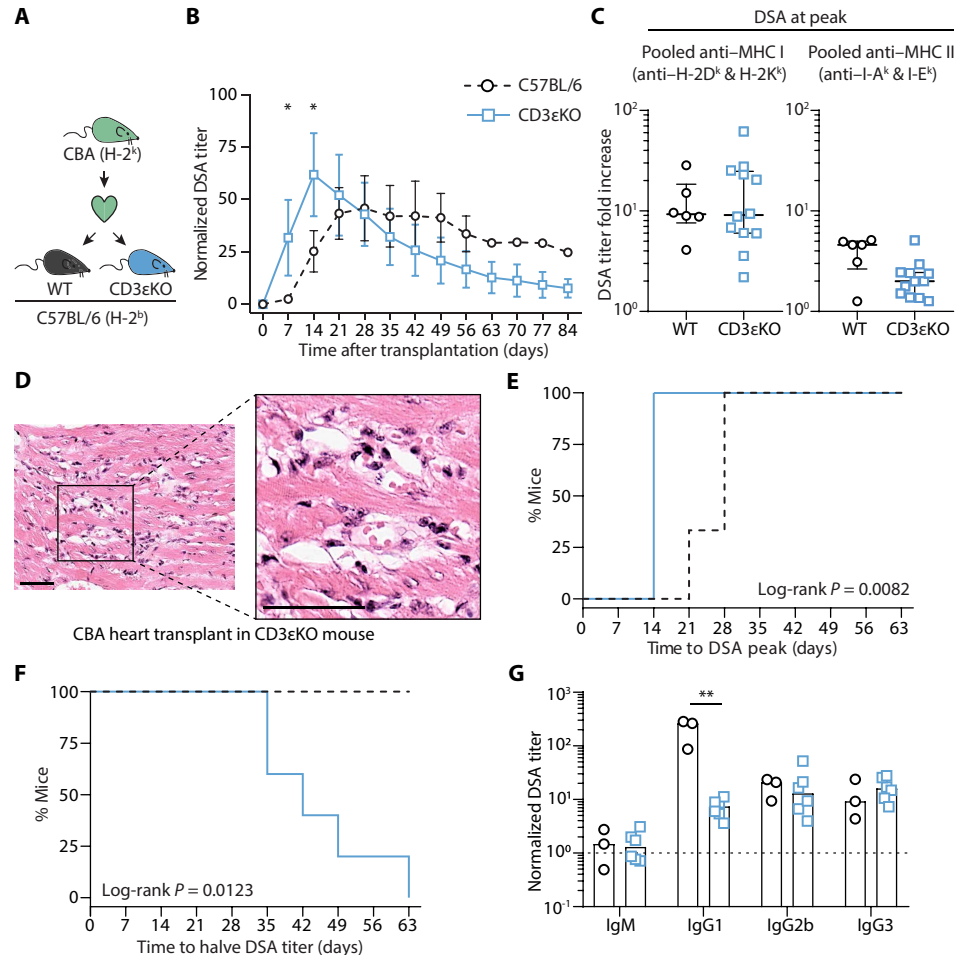 A
CBA (H-2ᵏ)
WT CD3εKO
C57BL/6 (H-2ᵇ)
B
C57BL/6
CD3εKO
Normalized DSA titer
100
75
50
25
0
* *
0 7 14 21 28 35 42 49 56 63 70 77 84
Time after transplantation (days)
C
DSA at peak
Pooled anti–MHC I
(anti–H-2Dᵏ & H-2Kᵏ)
Pooled anti–MHC II
(anti–I-Aᵏ & I-Eᵏ)
DSA titer fold increase
10²
10¹
10⁰
WT CD3εKO
10²
10¹
10⁰
WT CD3εKO
D
CBA heart transplant in CD3εKO mouse
E
% Mice
100
75
50
25
0
Log-rank P = 0.0082
0 7 14 21 28 35 42 49 56 63
Time to DSA peak (days)
F
% Mice
100
75
50
25
0
Log-rank P = 0.0123
0 7 14 21 28 35 42 49 56 63
Time to halve DSA titer (days)
G
Normalized DSA titer
10³
10²
10¹
10⁰
10⁻¹
**
IgM IgG1 IgG2b IgG3